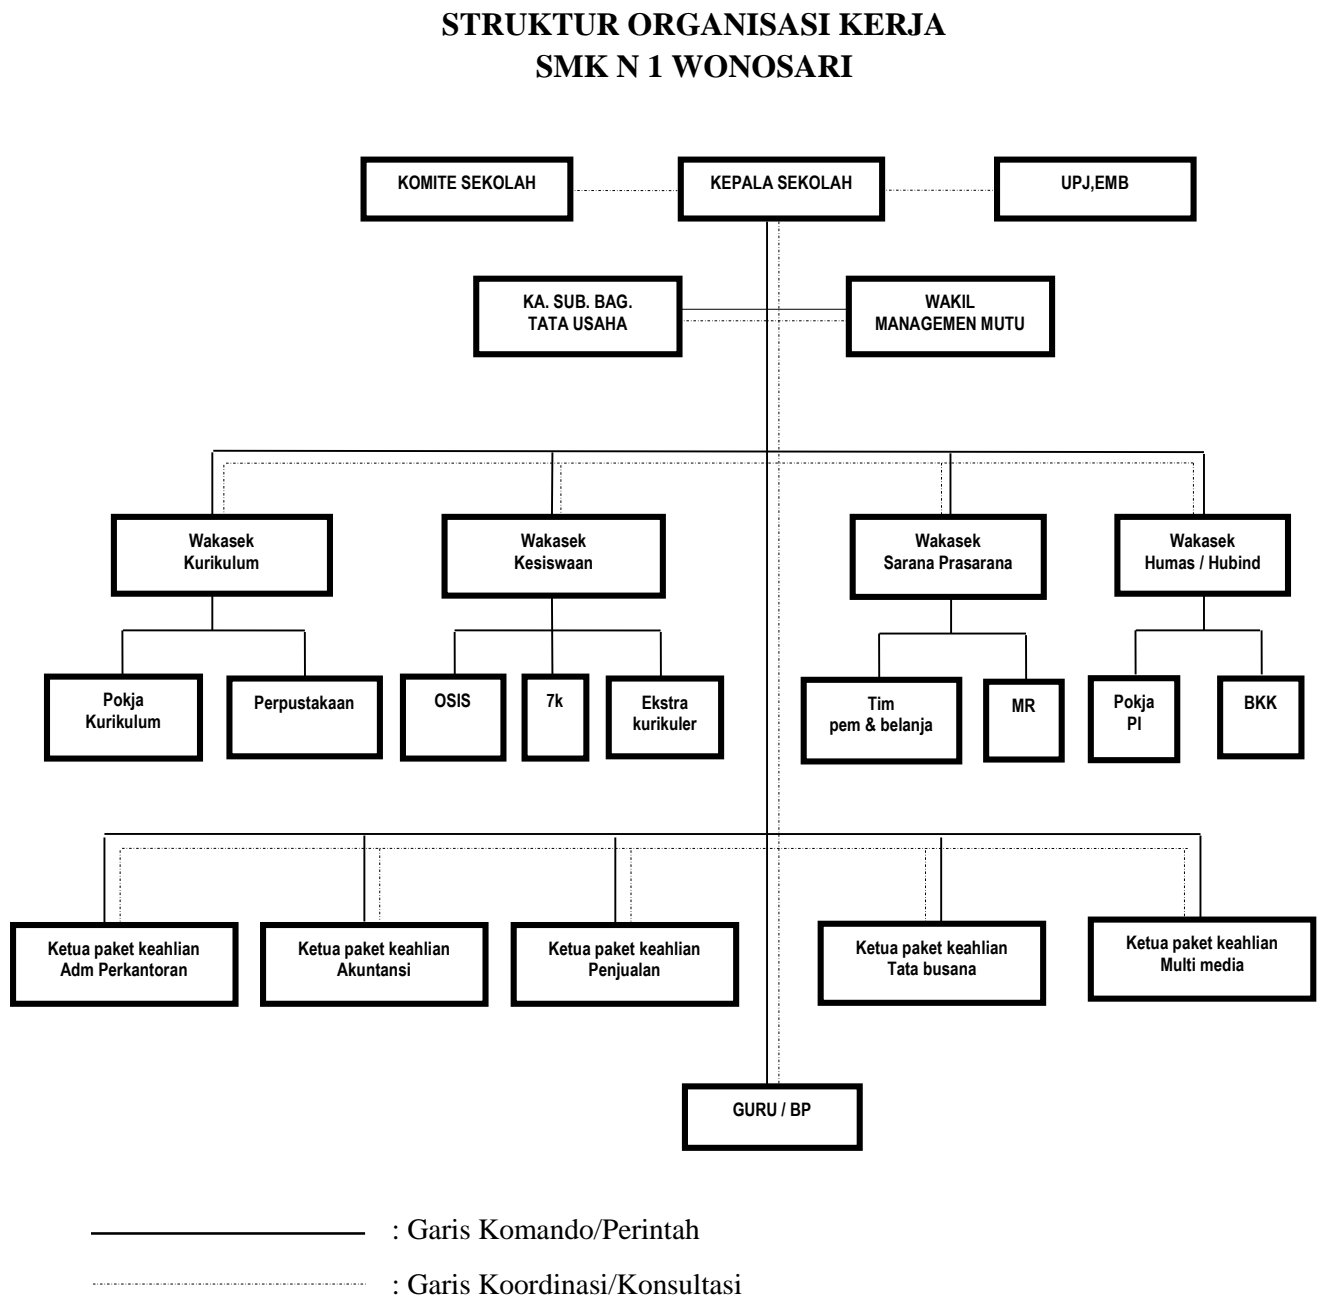 STRUKTUR ORGANISASI KERJA
SMK N 1 WONOSARI
KOMITE SEKOLAH
KEPALA SEKOLAH
UPJ,EMB
KA. SUB. BAG.
TATA USAHA
WAKIL
MANAGEMEN MUTU
Wakasek
Kurikulum
Wakasek
Kesiswaan
Wakasek
Sarana Prasarana
Wakasek
Humas / Hubind
Pokja
Kurikulum
Perpustakaan
OSIS
7k
Ekstra
kurikuler
Tim
pem & belanja
MR
Pokja
PI
BKK
Ketua paket keahlian
Adm Perkantoran
Ketua paket keahlian
Akuntansi
Ketua paket keahlian
Penjualan
Ketua paket keahlian
Tata busana
Ketua paket keahlian
Multi media
GURU / BP
: Garis Komando/Perintah
: Garis Koordinasi/Konsultasi